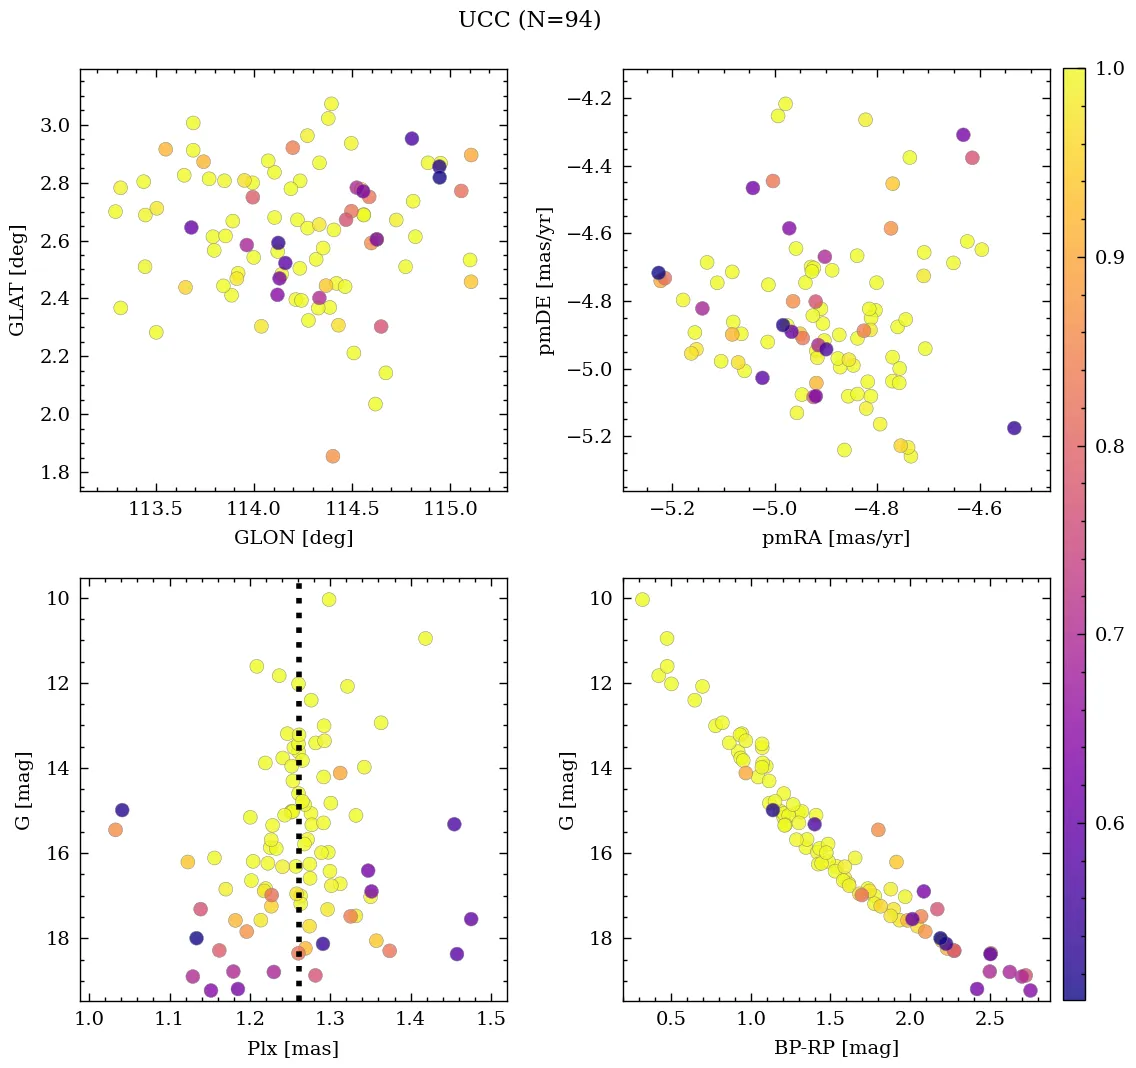 UCC (N=94)
3.0
2.8
2.6
2.4
2.2
2.0
1.8
GLAT [deg]
113.5 114.0 114.5 115.0
GLON [deg]
−4.2
−4.4
−4.6
−4.8
−5.0
−5.2
pmDE [mas/yr]
−5.2 −5.0 −4.8 −4.6
pmRA [mas/yr]
1.0
0.9
0.8
0.7
0.6
10
12
14
16
18
G [mag]
1.0 1.1 1.2 1.3 1.4 1.5
Plx [mas]
10
12
14
16
18
G [mag]
0.5 1.0 1.5 2.0 2.5
BP-RP [mag]